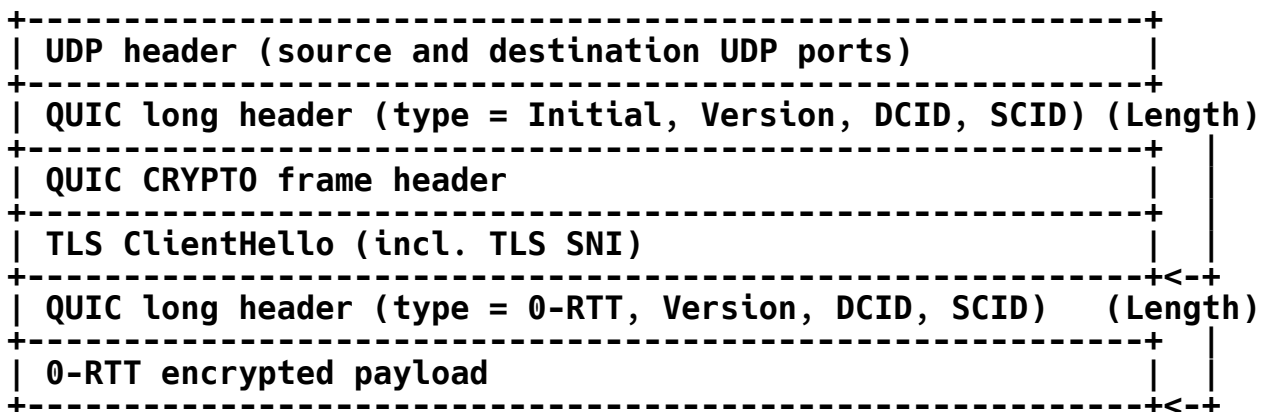 +----------------------------------------------------------+
| UDP header (source and destination UDP ports)            |
+----------------------------------------------------------+
| QUIC long header (type = Initial, Version, DCID, SCID) (Length)
+----------------------------------------------------------+  |
| QUIC CRYPTO frame header                                 |  |
+----------------------------------------------------------+  |
| TLS ClientHello (incl. TLS SNI)                          |  |
+----------------------------------------------------------+<-+
| QUIC long header (type = 0-RTT, Version, DCID, SCID)   (Length)
+----------------------------------------------------------+  |
| 0-RTT encrypted payload                                  |  |
+----------------------------------------------------------+<-+